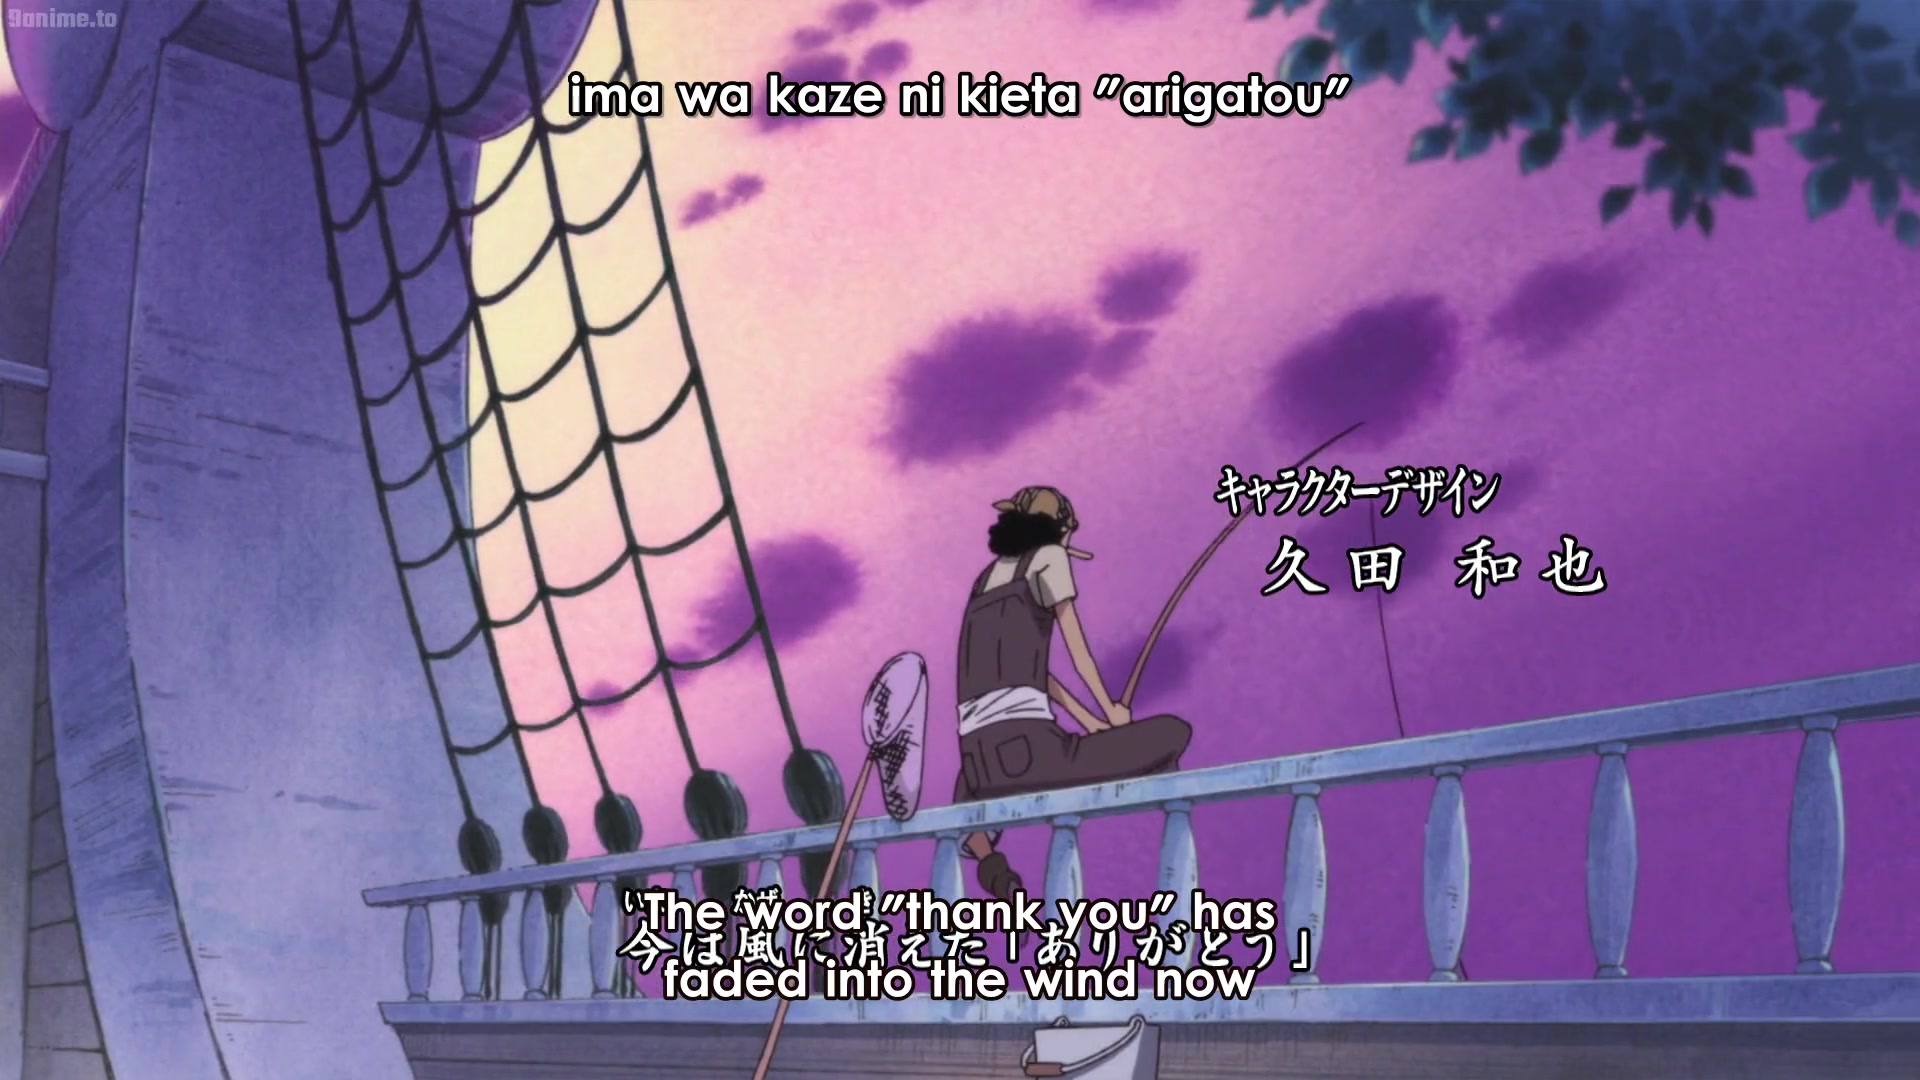 9anime.to
ima wa kaze ni kieta "arigatou"
キャラクターデザイン
久田 和也
The word "thank you" has
今は風に消えた「ありがとう」
faded into the wind now